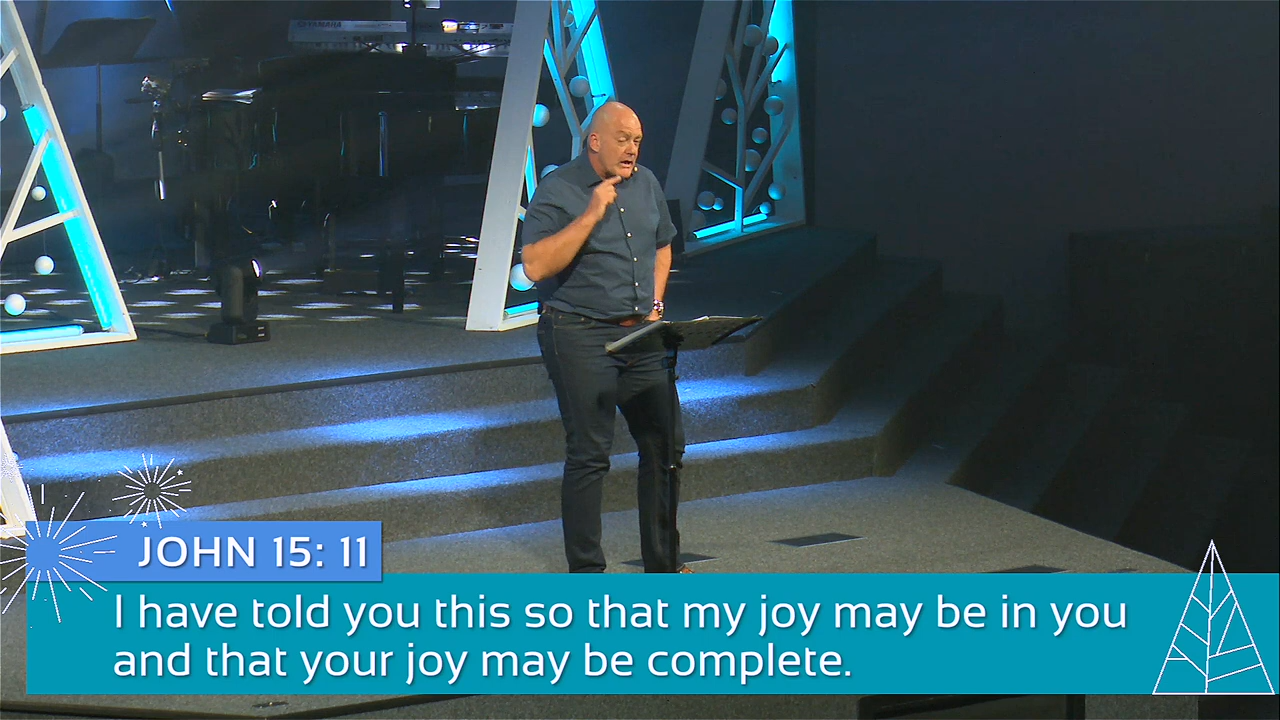 YAMAHA
JOHN 15: 11
I have told you this so that my joy may be in you
and that your joy may be complete.